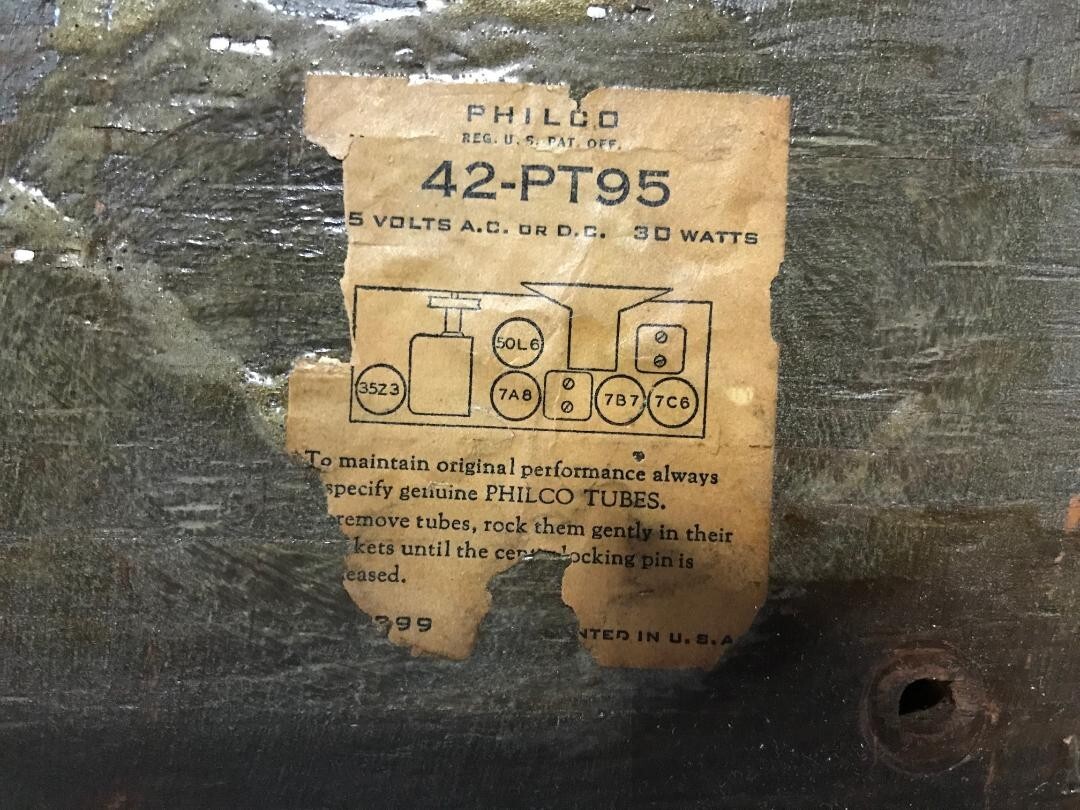 PHILCO
REG. U. S. PAT. OFF.
42-PT95
5 VOLTS A.C. OR D.C. 30 WATTS
50L6
35Z3 7A8 7B7 7C6
To maintain original performance always
specify genuine PHILCO TUBES.
remove tubes, rock them gently in their
kets until the locking pin is
eased.
399
NTED IN U.S.A